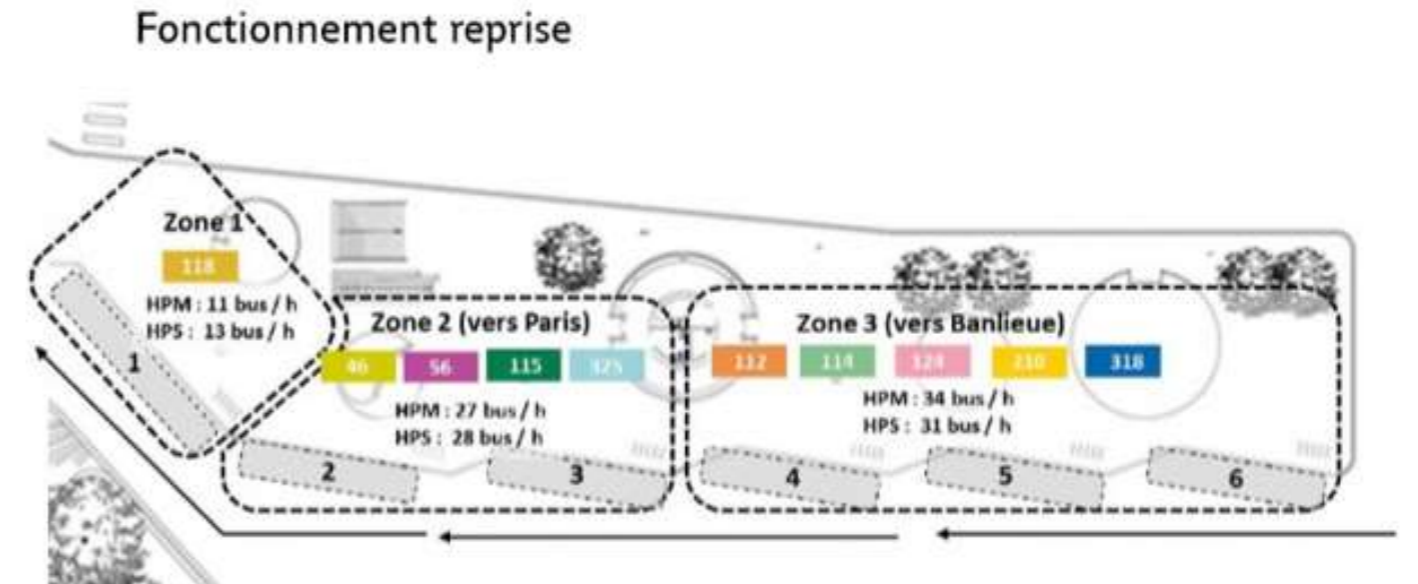 Fonctionnement reprise
Zone 1
118
HPM : 11 bus / h
HPS : 13 bus / h
1
Zone 2 (vers Paris)
46 56 115 325
HPM : 27 bus / h
HPS : 28 bus / h
2 3
Zone 3 (vers Banlieue)
112 114 124 210 318
HPM : 34 bus / h
HPS : 31 bus / h
4 5 6